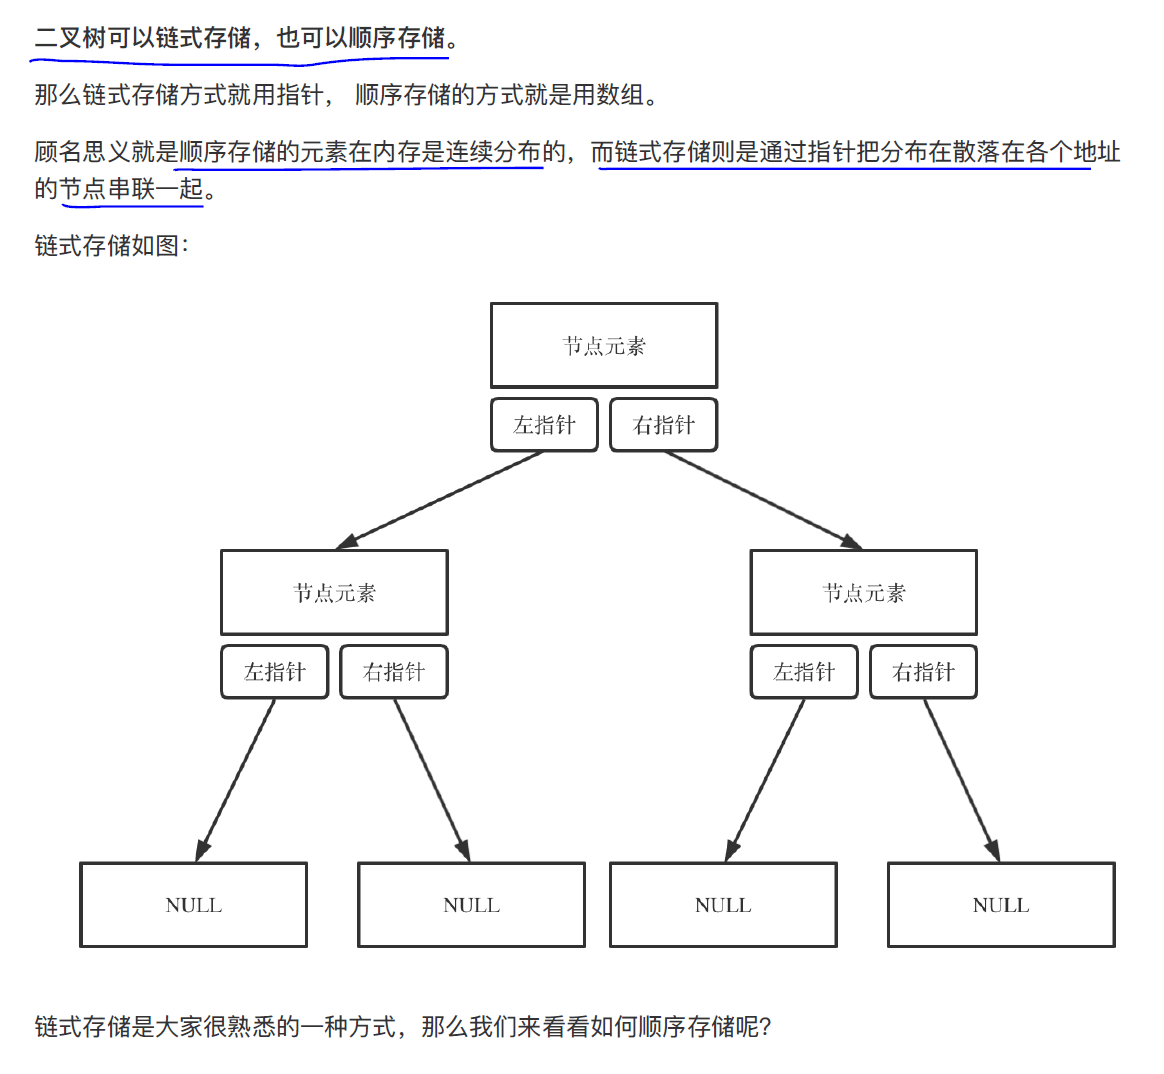 二叉树可以链式存储，也可以顺序存储。
那么链式存储方式就用指针， 顺序存储的方式就是用数组。
顾名思义就是顺序存储的元素在内存是连续分布的，而链式存储则是通过指针把分布在散落在各个地址
的节点串联一起。
链式存储如图：
节点元素
左指针 右指针
节点元素 节点元素
左指针 右指针 左指针 右指针
NULL NULL NULL NULL
链式存储是大家很熟悉的一种方式，那么我们来看看如何顺序存储呢？